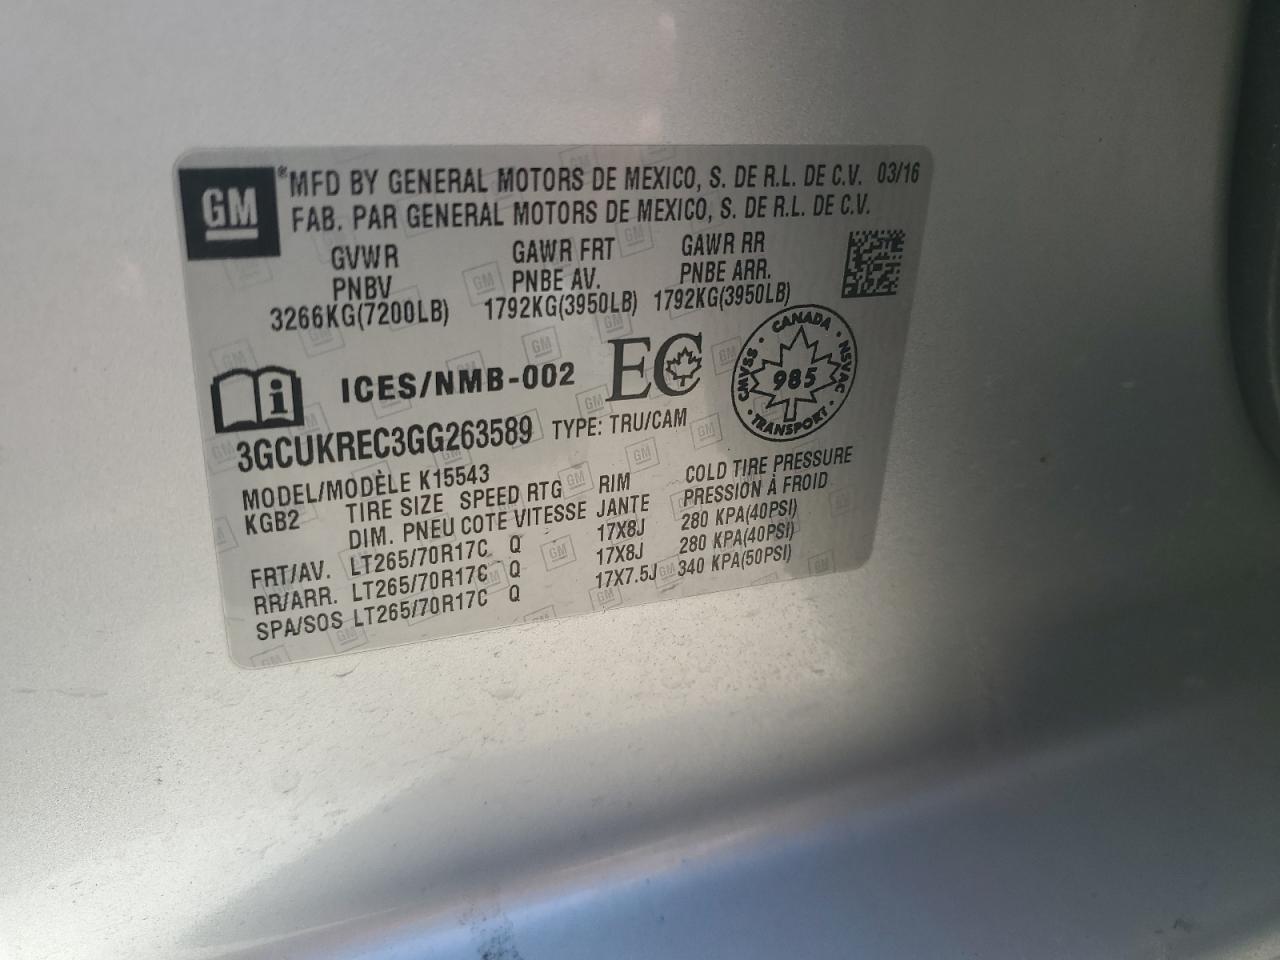 GM ®MFD BY GENERAL MOTORS DE MEXICO, S. DE R.L. DE C.V. 03/16
FAB. PAR GENERAL MOTORS DE MEXICO, S. DE R.L. DE C.V.
GVWR GAWR FRT GAWR RR
PNBV PNBE AV. PNBE ARR.
3266KG(7200LB) 1792KG(3950LB) 1792KG(3950LB)
i ICES/NMB-002 EC CANADA · NSVAC · TRANSPORT · CMVSS · 985
3GCUKREC3GG263589 TYPE: TRU/CAM
MODEL/MODÈLE K15543
KGB2 TIRE SIZE SPEED RTG RIM COLD TIRE PRESSURE
DIM. PNEU COTE VITESSE JANTE PRESSION À FROID
FRT/AV. LT265/70R17C Q 17X8J 280 KPA(40PSI)
RR/ARR. LT265/70R17C Q 17X8J 280 KPA(40PSI)
SPA/SOS LT265/70R17C Q 17X7.5J 340 KPA(50PSI)